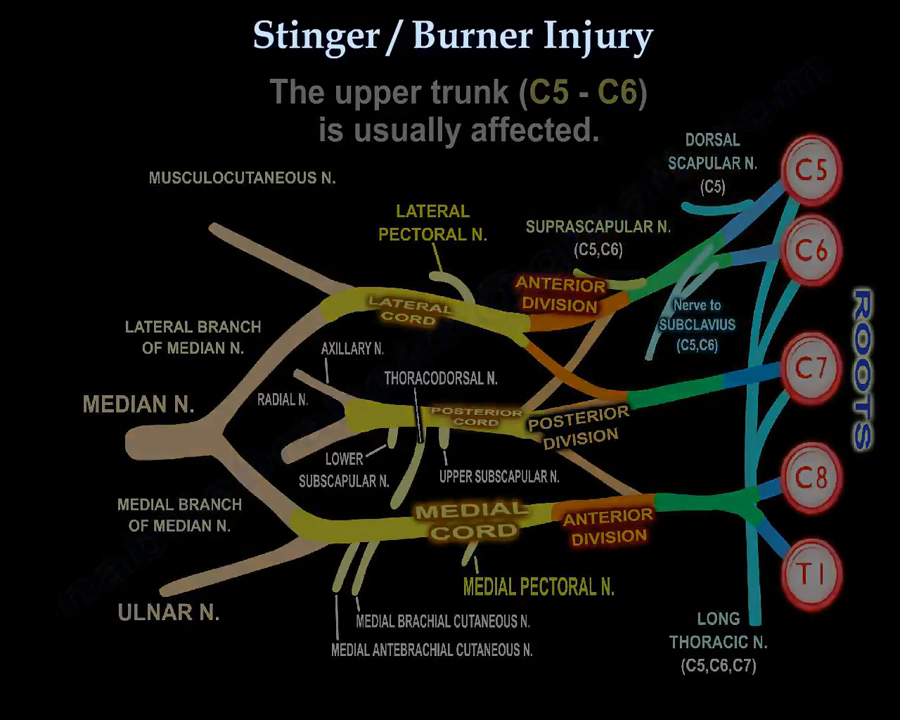 Stinger / Burner Injury
The upper trunk (C5 - C6)
is usually affected.
DORSAL
SCAPULAR N.
(C5)
C5
MUSCULOCUTANEOUS N.
LATERAL
PECTORAL N.
SUPRASCAPULAR N.
(C5,C6)
C6
ANTERIOR
DIVISION
LATERAL
CORD
Nerve to
SUBCLAVIUS
(C5,C6)
LATERAL BRANCH
OF MEDIAN N.
AXILLARY N.
THORACODORSAL N.
C7
ROOTS
RADIAL N.
MEDIAN N.
POSTERIOR
CORD
POSTERIOR
DIVISION
LOWER
SUBSCAPULAR N.
UPPER SUBSCAPULAR N.
C8
MEDIAL BRANCH
OF MEDIAN N.
MEDIAL
CORD
ANTERIOR
DIVISION
T1
MEDIAL PECTORAL N.
ULNAR N.
MEDIAL BRACHIAL CUTANEOUS N.
MEDIAL ANTEBRACHIAL CUTANEOUS N.
LONG
THORACIC N.
(C5,C6,C7)